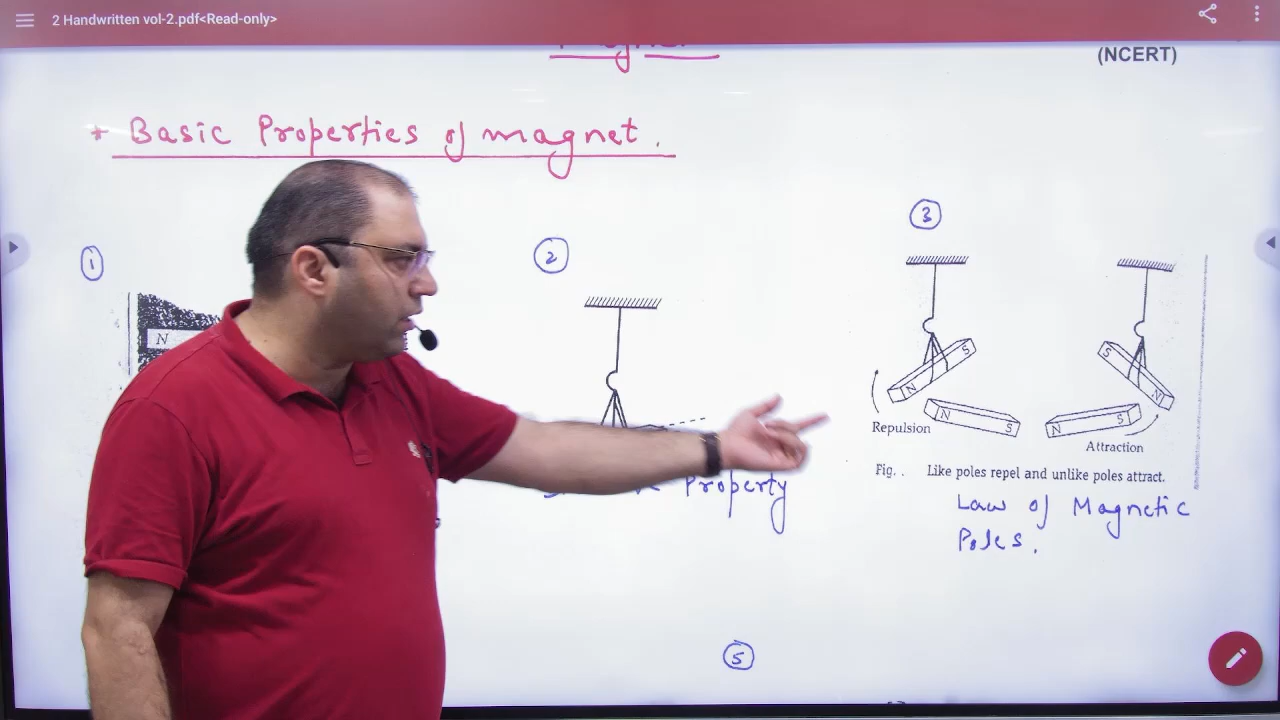 2 Handwritten vol-2.pdf<Read-only>
(NCERT)
* Basic Properties of magnet.
1
2
3
N
S
N
N
S
Repulsion
S
N
N
S
Attraction
Fig. . Like poles repel and unlike poles attract.
Property
Law of Magnetic
Poles.
5